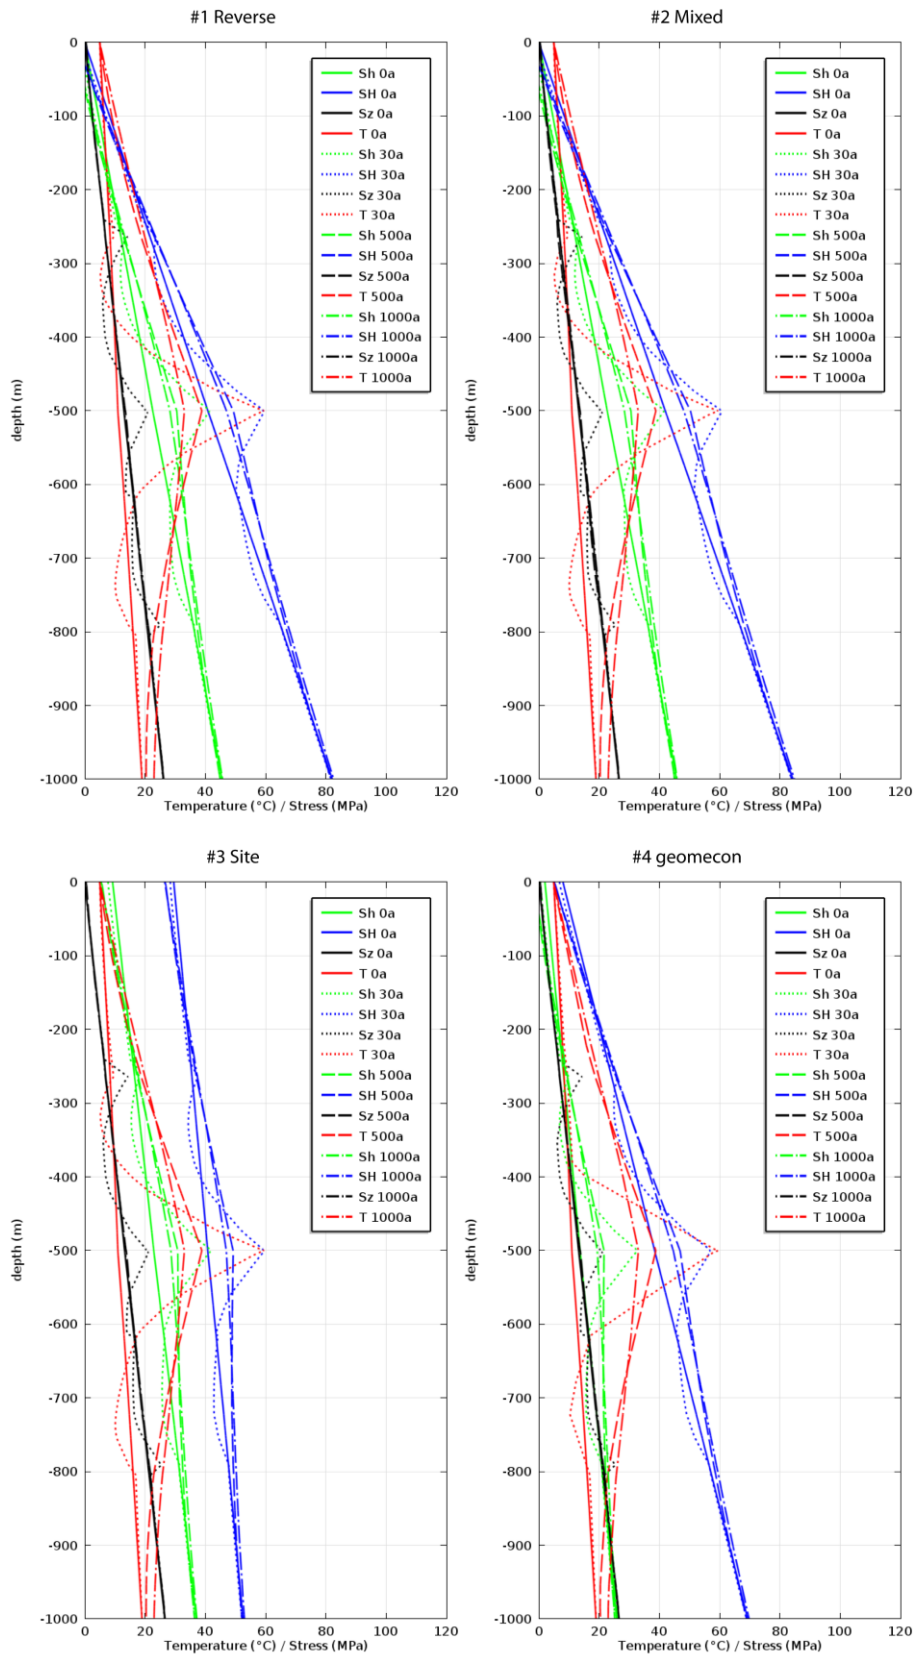 #1 Reverse
0
-100
-200
-300
-400
-500
-600
-700
-800
-900
-1000
depth (m)
Sh 0a
SH 0a
Sz 0a
T 0a
Sh 30a
SH 30a
Sz 30a
T 30a
Sh 500a
SH 500a
Sz 500a
T 500a
Sh 1000a
SH 1000a
Sz 1000a
T 1000a
0 20 40 60 80 100 120
Temperature (°C) / Stress (MPa)
#2 Mixed
0
-100
-200
-300
-400
-500
-600
-700
-800
-900
-1000
depth (m)
Sh 0a
SH 0a
Sz 0a
T 0a
Sh 30a
SH 30a
Sz 30a
T 30a
Sh 500a
SH 500a
Sz 500a
T 500a
Sh 1000a
SH 1000a
Sz 1000a
T 1000a
0 20 40 60 80 100 120
Temperature (°C) / Stress (MPa)
#3 Site
0
-100
-200
-300
-400
-500
-600
-700
-800
-900
-1000
depth (m)
Sh 0a
SH 0a
Sz 0a
T 0a
Sh 30a
SH 30a
Sz 30a
T 30a
Sh 500a
SH 500a
Sz 500a
T 500a
Sh 1000a
SH 1000a
Sz 1000a
T 1000a
0 20 40 60 80 100 120
Temperature (°C) / Stress (MPa)
#4 geomecon
0
-100
-200
-300
-400
-500
-600
-700
-800
-900
-1000
depth (m)
Sh 0a
SH 0a
Sz 0a
T 0a
Sh 30a
SH 30a
Sz 30a
T 30a
Sh 500a
SH 500a
Sz 500a
T 500a
Sh 1000a
SH 1000a
Sz 1000a
T 1000a
0 20 40 60 80 100 120
Temperature (°C) / Stress (MPa)